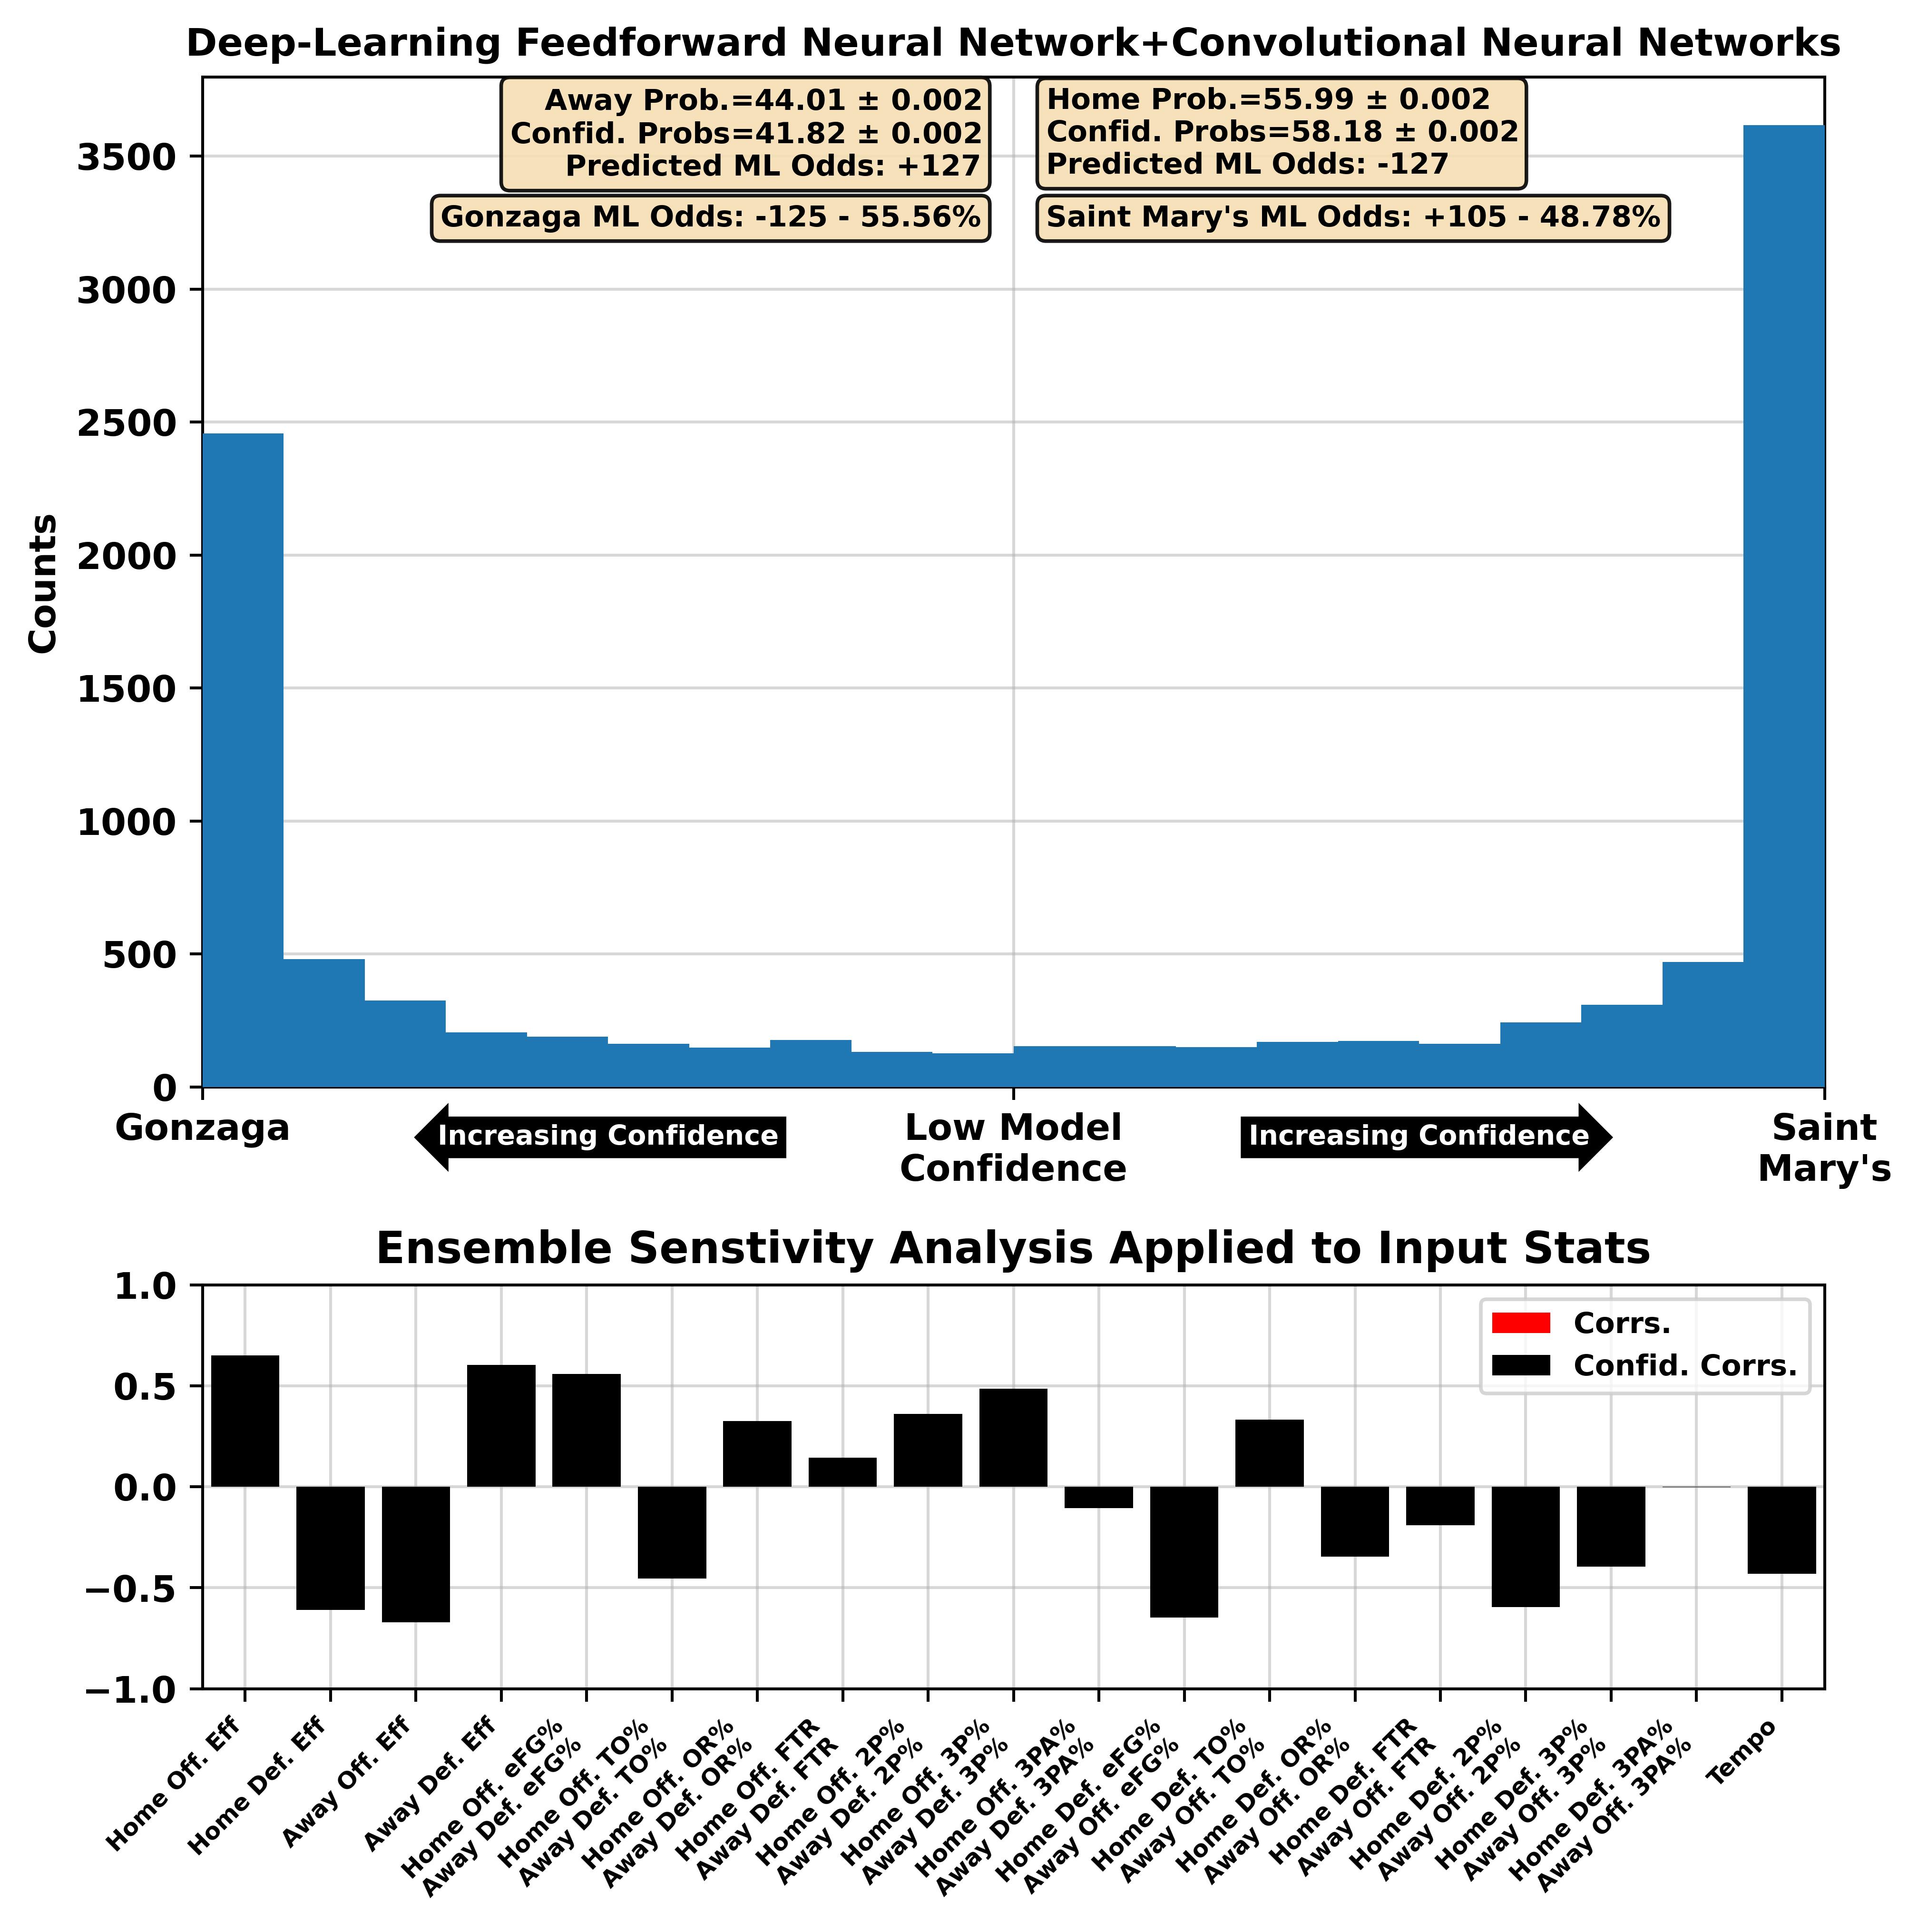 Deep-Learning Feedforward Neural Network+Convolutional Neural Networks
Away Prob.=44.01 ± 0.002
Confid. Probs=41.82 ± 0.002
Predicted ML Odds: +127
Gonzaga ML Odds: -125 - 55.56%
Home Prob.=55.99 ± 0.002
Confid. Probs=58.18 ± 0.002
Predicted ML Odds: -127
Saint Mary's ML Odds: +105 - 48.78%
Counts
3500
3000
2500
2000
1500
1000
500
0
Gonzaga
Increasing Confidence
Low Model
Confidence
Increasing Confidence
Saint
Mary's
Ensemble Senstivity Analysis Applied to Input Stats
Corrs.
Confid. Corrs.
1.0
0.5
0.0
−0.5
−1.0
Home Off. Eff
Home Def. Eff
Away Off. Eff
Away Def. Eff
Home Off. eFG%
Away Def. eFG%
Home Off. TO%
Away Def. TO%
Home Off. OR%
Away Def. OR%
Home Off. FTR
Away Def. FTR
Home Off. 2P%
Away Def. 2P%
Home Off. 3P%
Away Def. 3P%
Home Off. 3PA%
Away Def. 3PA%
Home Def. eFG%
Away Off. eFG%
Home Def. TO%
Away Off. TO%
Home Def. OR%
Away Off. OR%
Home Def. FTR
Away Off. FTR
Home Def. 2P%
Away Off. 2P%
Home Def. 3P%
Away Off. 3P%
Home Def. 3PA%
Away Off. 3PA%
Tempo